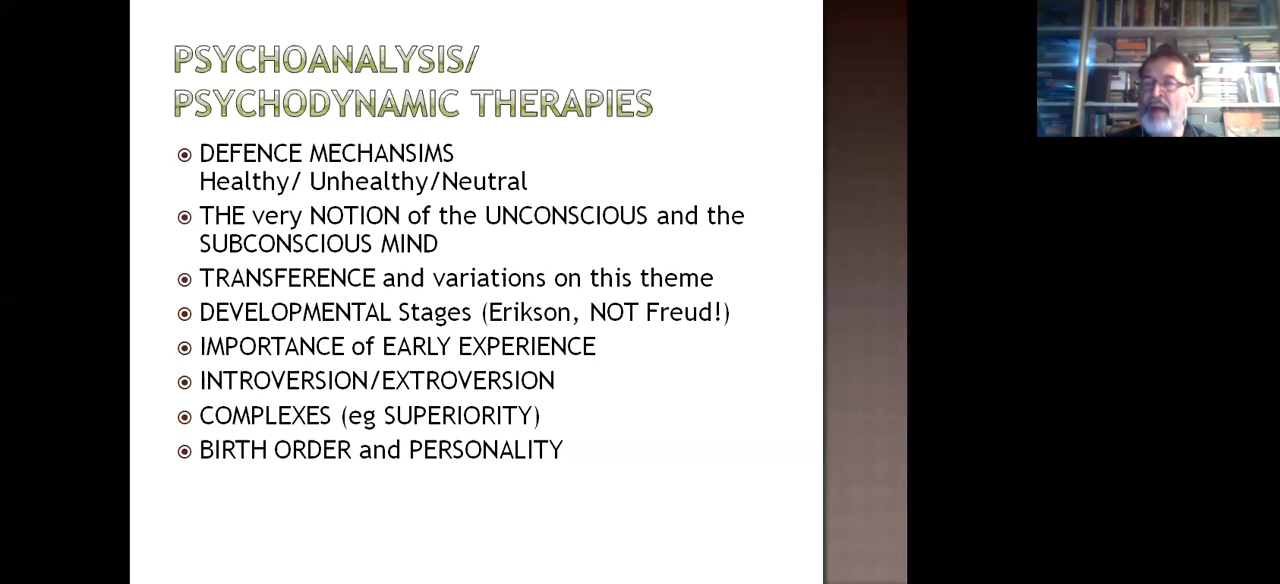 PSYCHOANALYSIS/
PSYCHODYNAMIC THERAPIES
DEFENCE MECHANSIMS
Healthy/ Unhealthy/Neutral
THE very NOTION of the UNCONSCIOUS and the
SUBCONSCIOUS MIND
TRANSFERENCE and variations on this theme
DEVELOPMENTAL Stages (Erikson, NOT Freud!)
IMPORTANCE of EARLY EXPERIENCE
INTROVERSION/EXTROVERSION
COMPLEXES (eg SUPERIORITY)
BIRTH ORDER and PERSONALITY